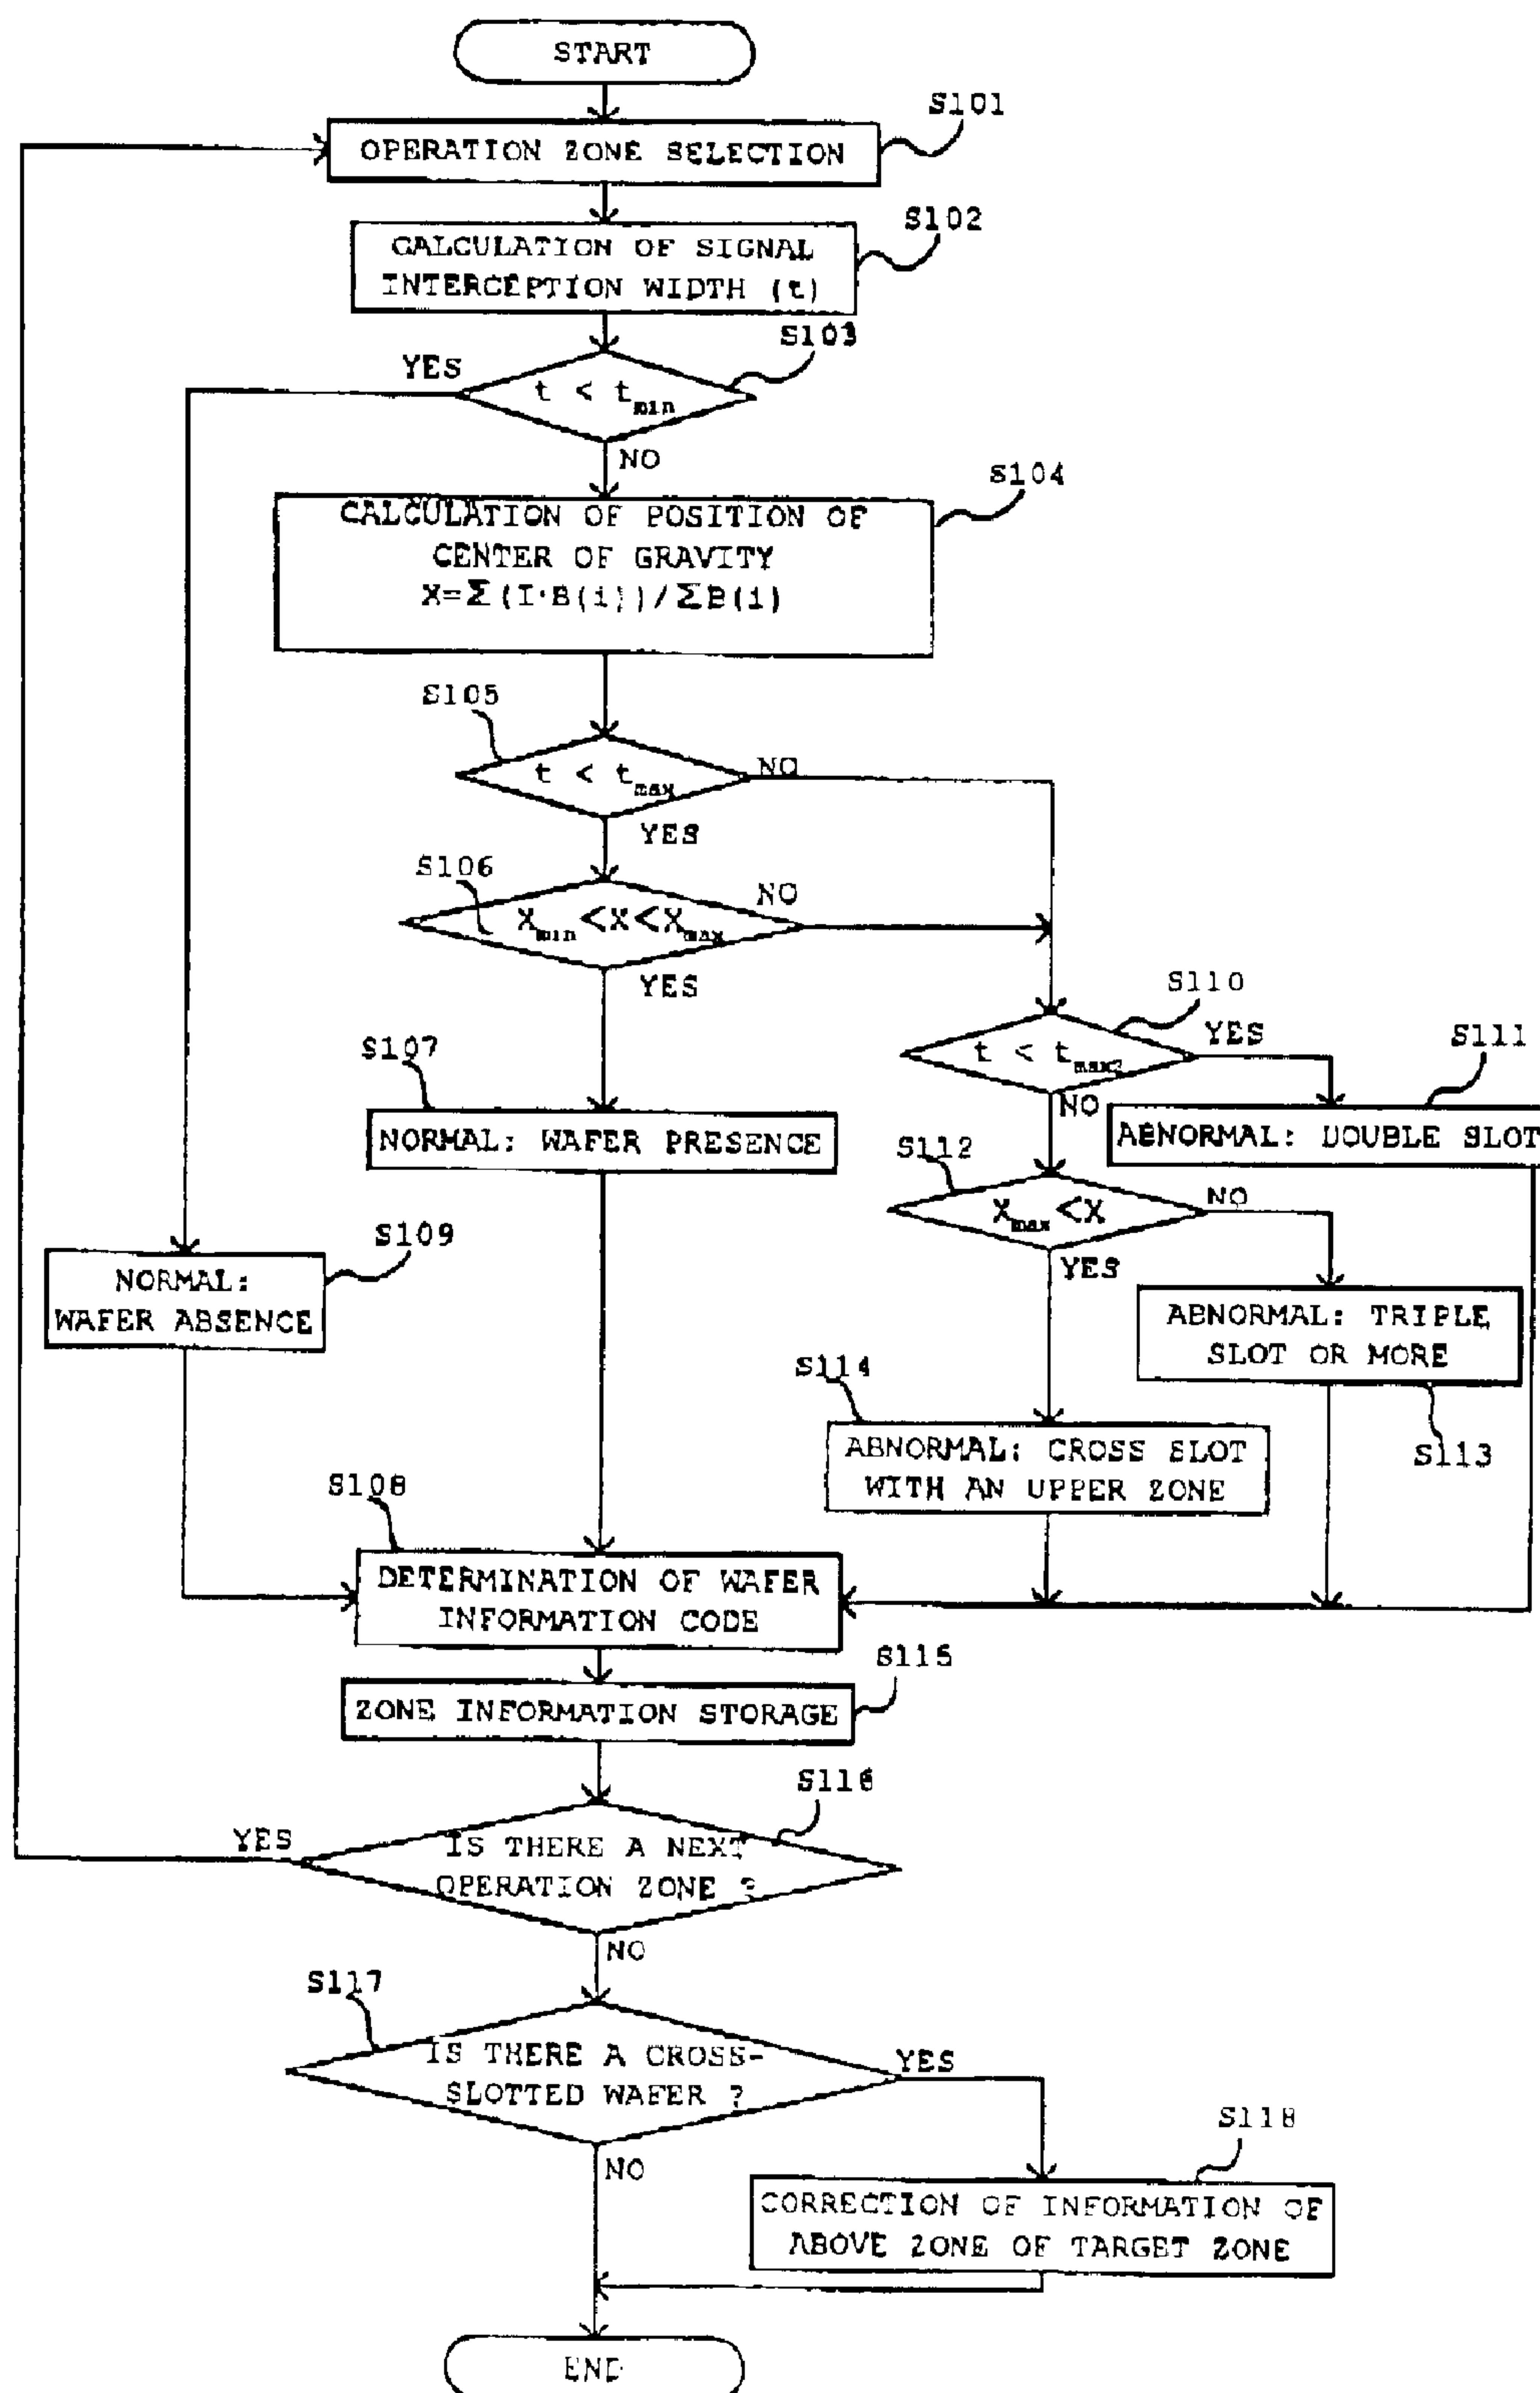 START
S101
OPERATION ZONE SELECTION
S102
CALCULATION OF SIGNAL
INTERCEPTION WIDTH (t)
S103
YES
t < tmin
NO
S104
CALCULATION OF POSITION OF
CENTER OF GRAVITY
X=Σ(I·B(i))/ΣB(i)
S105
t < tmax
NO
YES
S106
Xmin <X<Xmax
NO
YES
S110
t < tmax2
YES
S111
S107
NO
NORMAL: WAFER PRESENCE
ABNORMAL: DOUBLE SLOT
S112
Xmax <X
NO
S109
YES
NORMAL:
WAFER ABSENCE
ABNORMAL: TRIPLE
SLOT OR MORE
S114
S113
ABNORMAL: CROSS SLOT
WITH AN UPPER ZONE
S108
DETERMINATION OF WAFER
INFORMATION CODE
S115
ZONE INFORMATION STORAGE
S116
YES
IS THERE A NEXT
OPERATION ZONE ?
NO
S117
IS THERE A CROSS-
SLOTTED WAFER ?
YES
S118
NO
CORRECTION OF INFORMATION OF
ABOVE ZONE OF TARGET ZONE
END